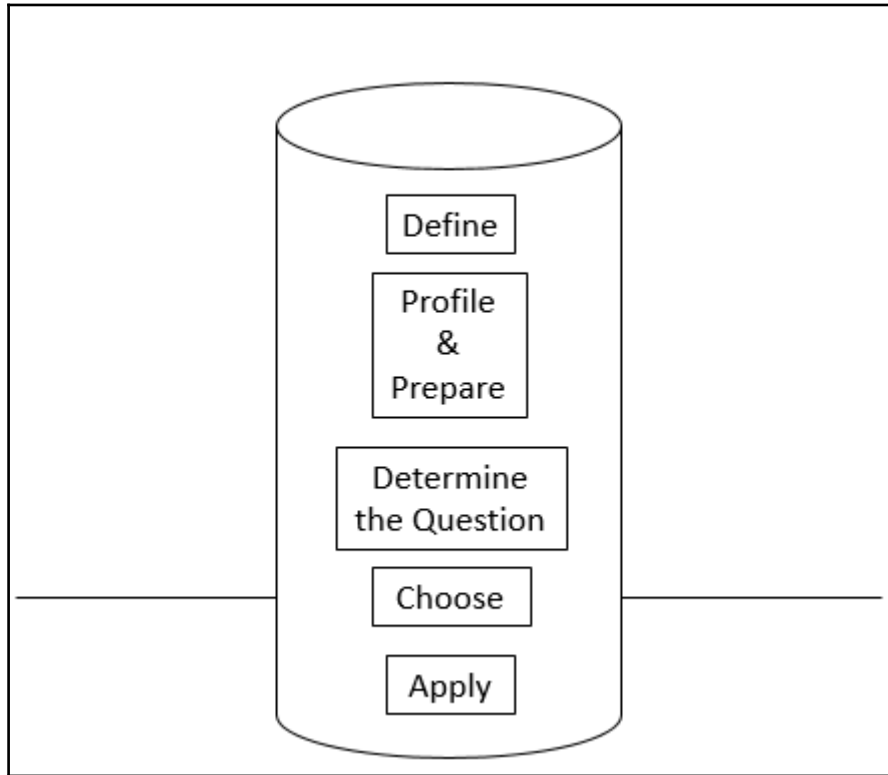 Define
Profile
&
Prepare
Determine
the Question
Choose
Apply